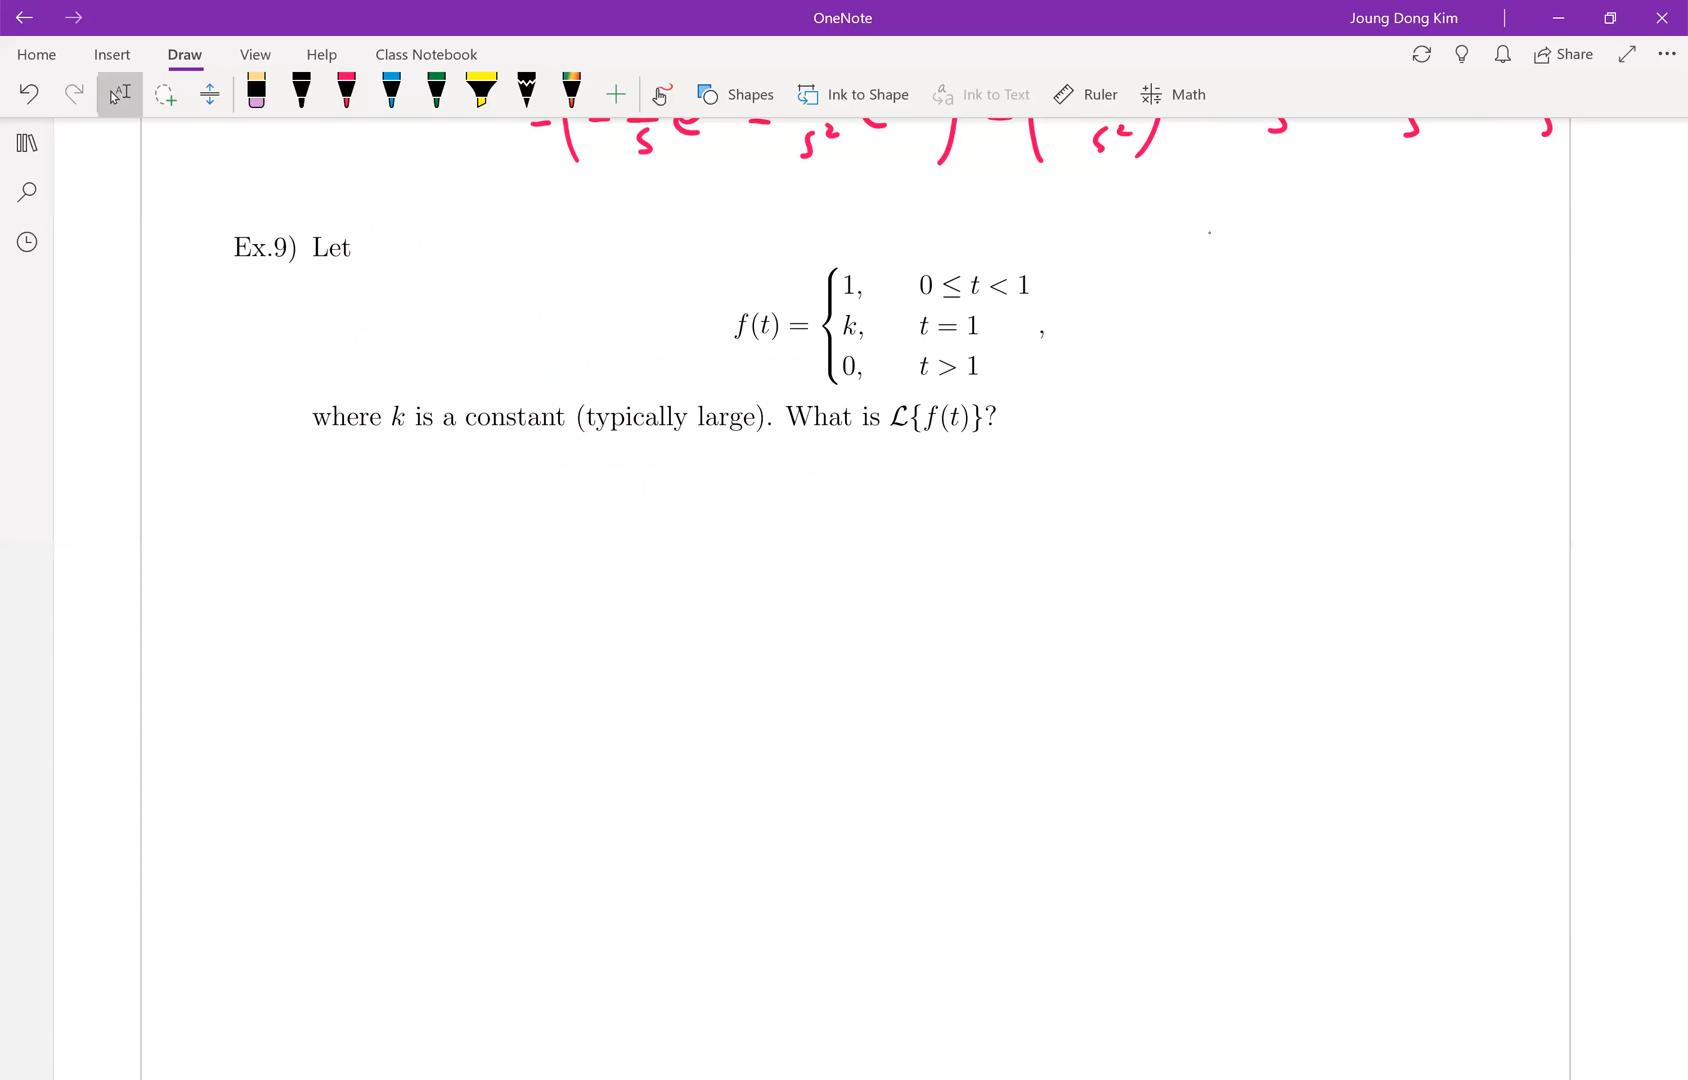 OneNote
Joung Dong Kim
Home Insert Draw View Help Class Notebook
Share
Shapes Ink to Shape Ink to Text Ruler Math
Ex.9) Let
f(t) = { 1, 0 ≤ t < 1
k, t = 1 ,
0, t > 1
where k is a constant (typically large). What is ℒ{f(t)}?